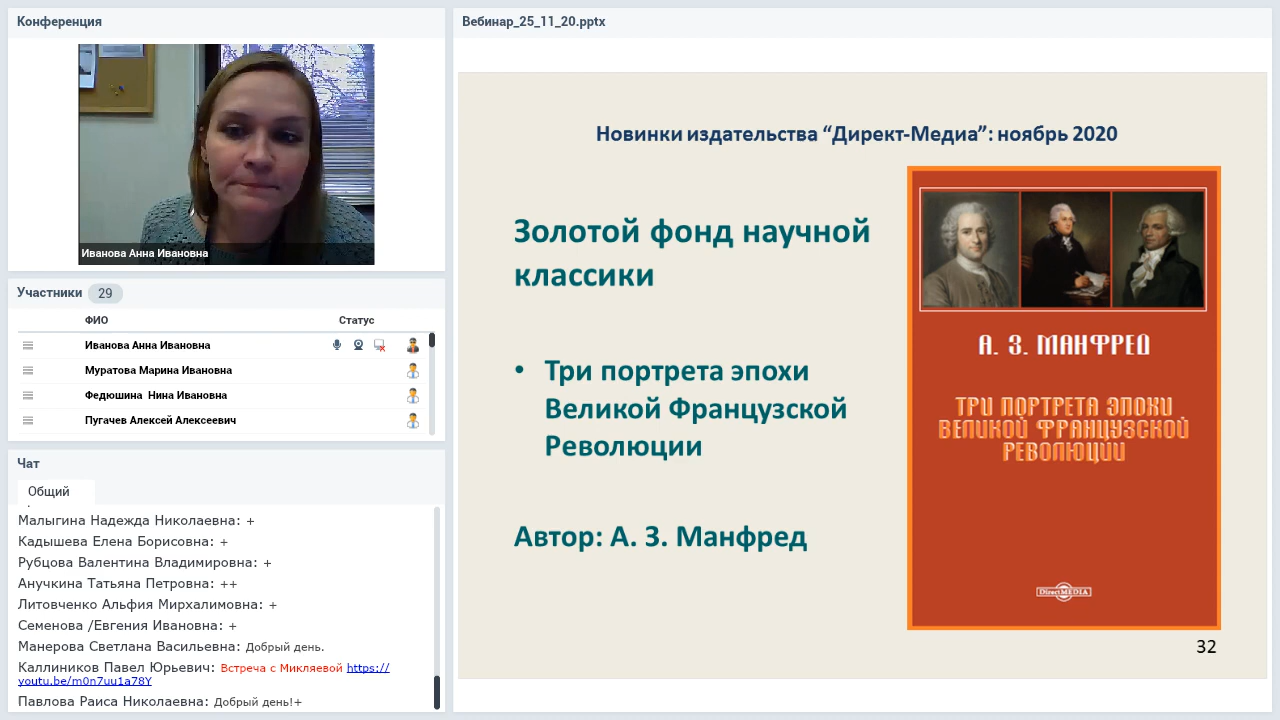 Конференция
Иванова Анна Ивановна
Участники 29
ФИО Статус
Иванова Анна Ивановна
Муратова Марина Ивановна
Федюшина Нина Ивановна
Пугачев Алексей Алексеевич
Чат
Общий
Малыгина Надежда Николаевна: +
Кадышева Елена Борисовна: +
Рубцова Валентина Владимировна: +
Анучкина Татьяна Петровна: ++
Литовченко Альфия Мирхалимовна: +
Семенова /Евгения Ивановна: +
Манерова Светлана Васильевна: Добрый день.
Каллиников Павел Юрьевич: Встреча с Микляевой https://
youtu.be/m0n7uu1a78Y
Павлова Раиса Николаевна: Добрый день!+
Вебинар_25_11_20.pptx
Новинки издательства “Директ-Медиа”: ноябрь 2020
Золотой фонд научной
классики
• Три портрета эпохи
Великой Французской
Революции
Автор: А. З. Манфред
А. З. МАНФРЕД
ТРИ ПОРТРЕТА ЭПОХИ
ВЕЛИКОЙ ФРАНЦУЗСКОЙ
РЕВОЛЮЦИИ
DirectMEDIA
32